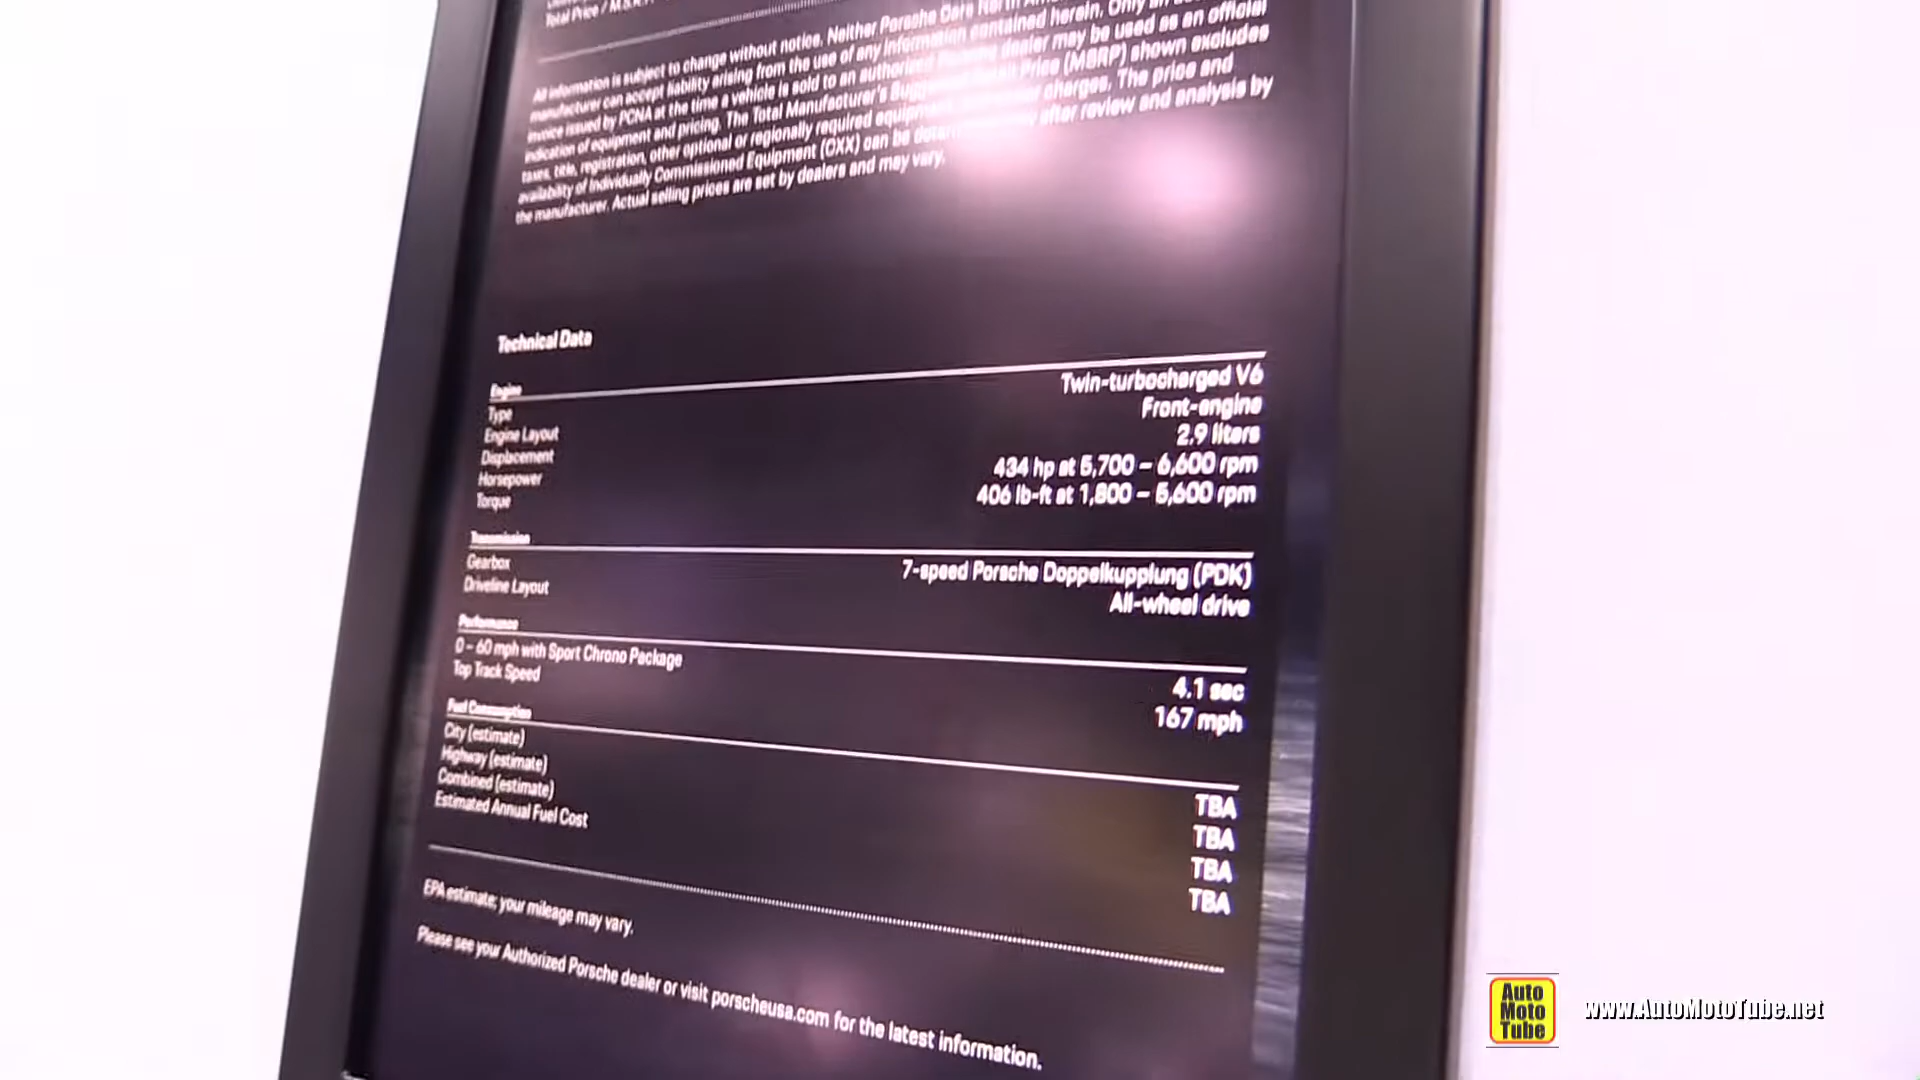 Total Price / M.S.R.P.
All information is subject to change without notice. Neither Porsche Cars North
manufacturer can accept liability arising from the use of any information contained herein. Only an
invoice issued by PCNA at the time a vehicle is sold to an authorized Porsche dealer may be used as an official
indication of equipment and pricing. The Total Manufacturer's Suggested Retail Price (MSRP) shown excludes
taxes, title, registration, other optional or regionally required equipment, charges. The price and
availability of Individually Commissioned Equipment (CXX) can be after review and analysis by
the manufacturer. Actual selling prices are set by dealers and may vary.
Technical Data
Engine
Type Twin-turbocharged V6
Engine Layout Front-engine
Displacement 2.9 liters
Horsepower 434 hp at 5,700 – 6,600 rpm
Torque 406 lb-ft at 1,800 – 5,600 rpm
Transmission
Gearbox 7-speed Porsche Doppelkupplung (PDK)
Driveline Layout All-wheel drive
Performance
0 – 60 mph with Sport Chrono Package 4.1 sec
Top Track Speed 167 mph
Fuel Consumption
City (estimate) TBA
Highway (estimate) TBA
Combined (estimate) TBA
Estimated Annual Fuel Cost TBA
EPA estimate; your mileage may vary.
Please see your Authorized Porsche dealer or visit porscheusa.com for the latest information.
Auto
Moto
Tube
www.AutoMotoTube.net